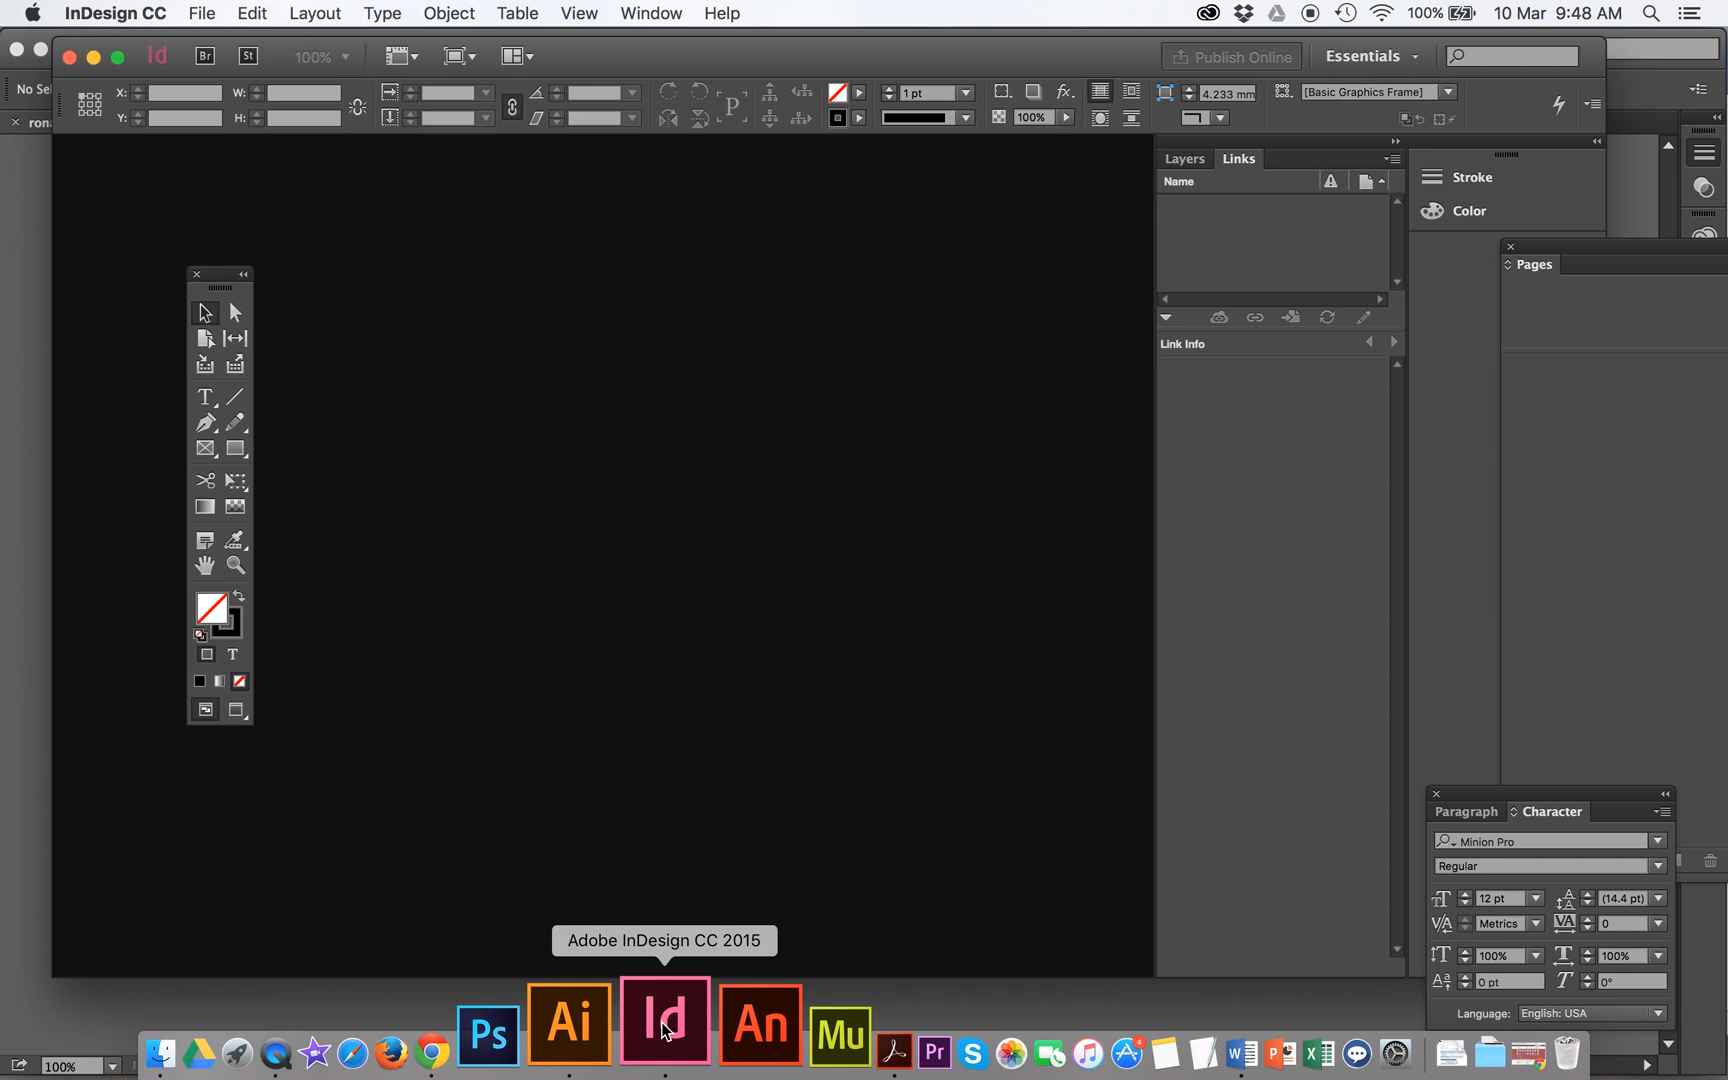 InDesign CC File Edit Layout Type Object Table View Window Help 100% 10 Mar 9:48 AM
Id Br St 100% Publish Online Essentials
No Sel X: W: 1 pt 4.233 mm [Basic Graphics Frame]
Y: H: P 100%
rona
Layers Links
Name
Stroke
Color
Pages
Link Info
T
T
Paragraph Character
Minion Pro
Regular
12 pt (14.4 pt)
Metrics 0
100% 100%
0 pt 0°
Language: English: USA
Adobe InDesign CC 2015
Ps Ai Id An Mu Pr 4
100%